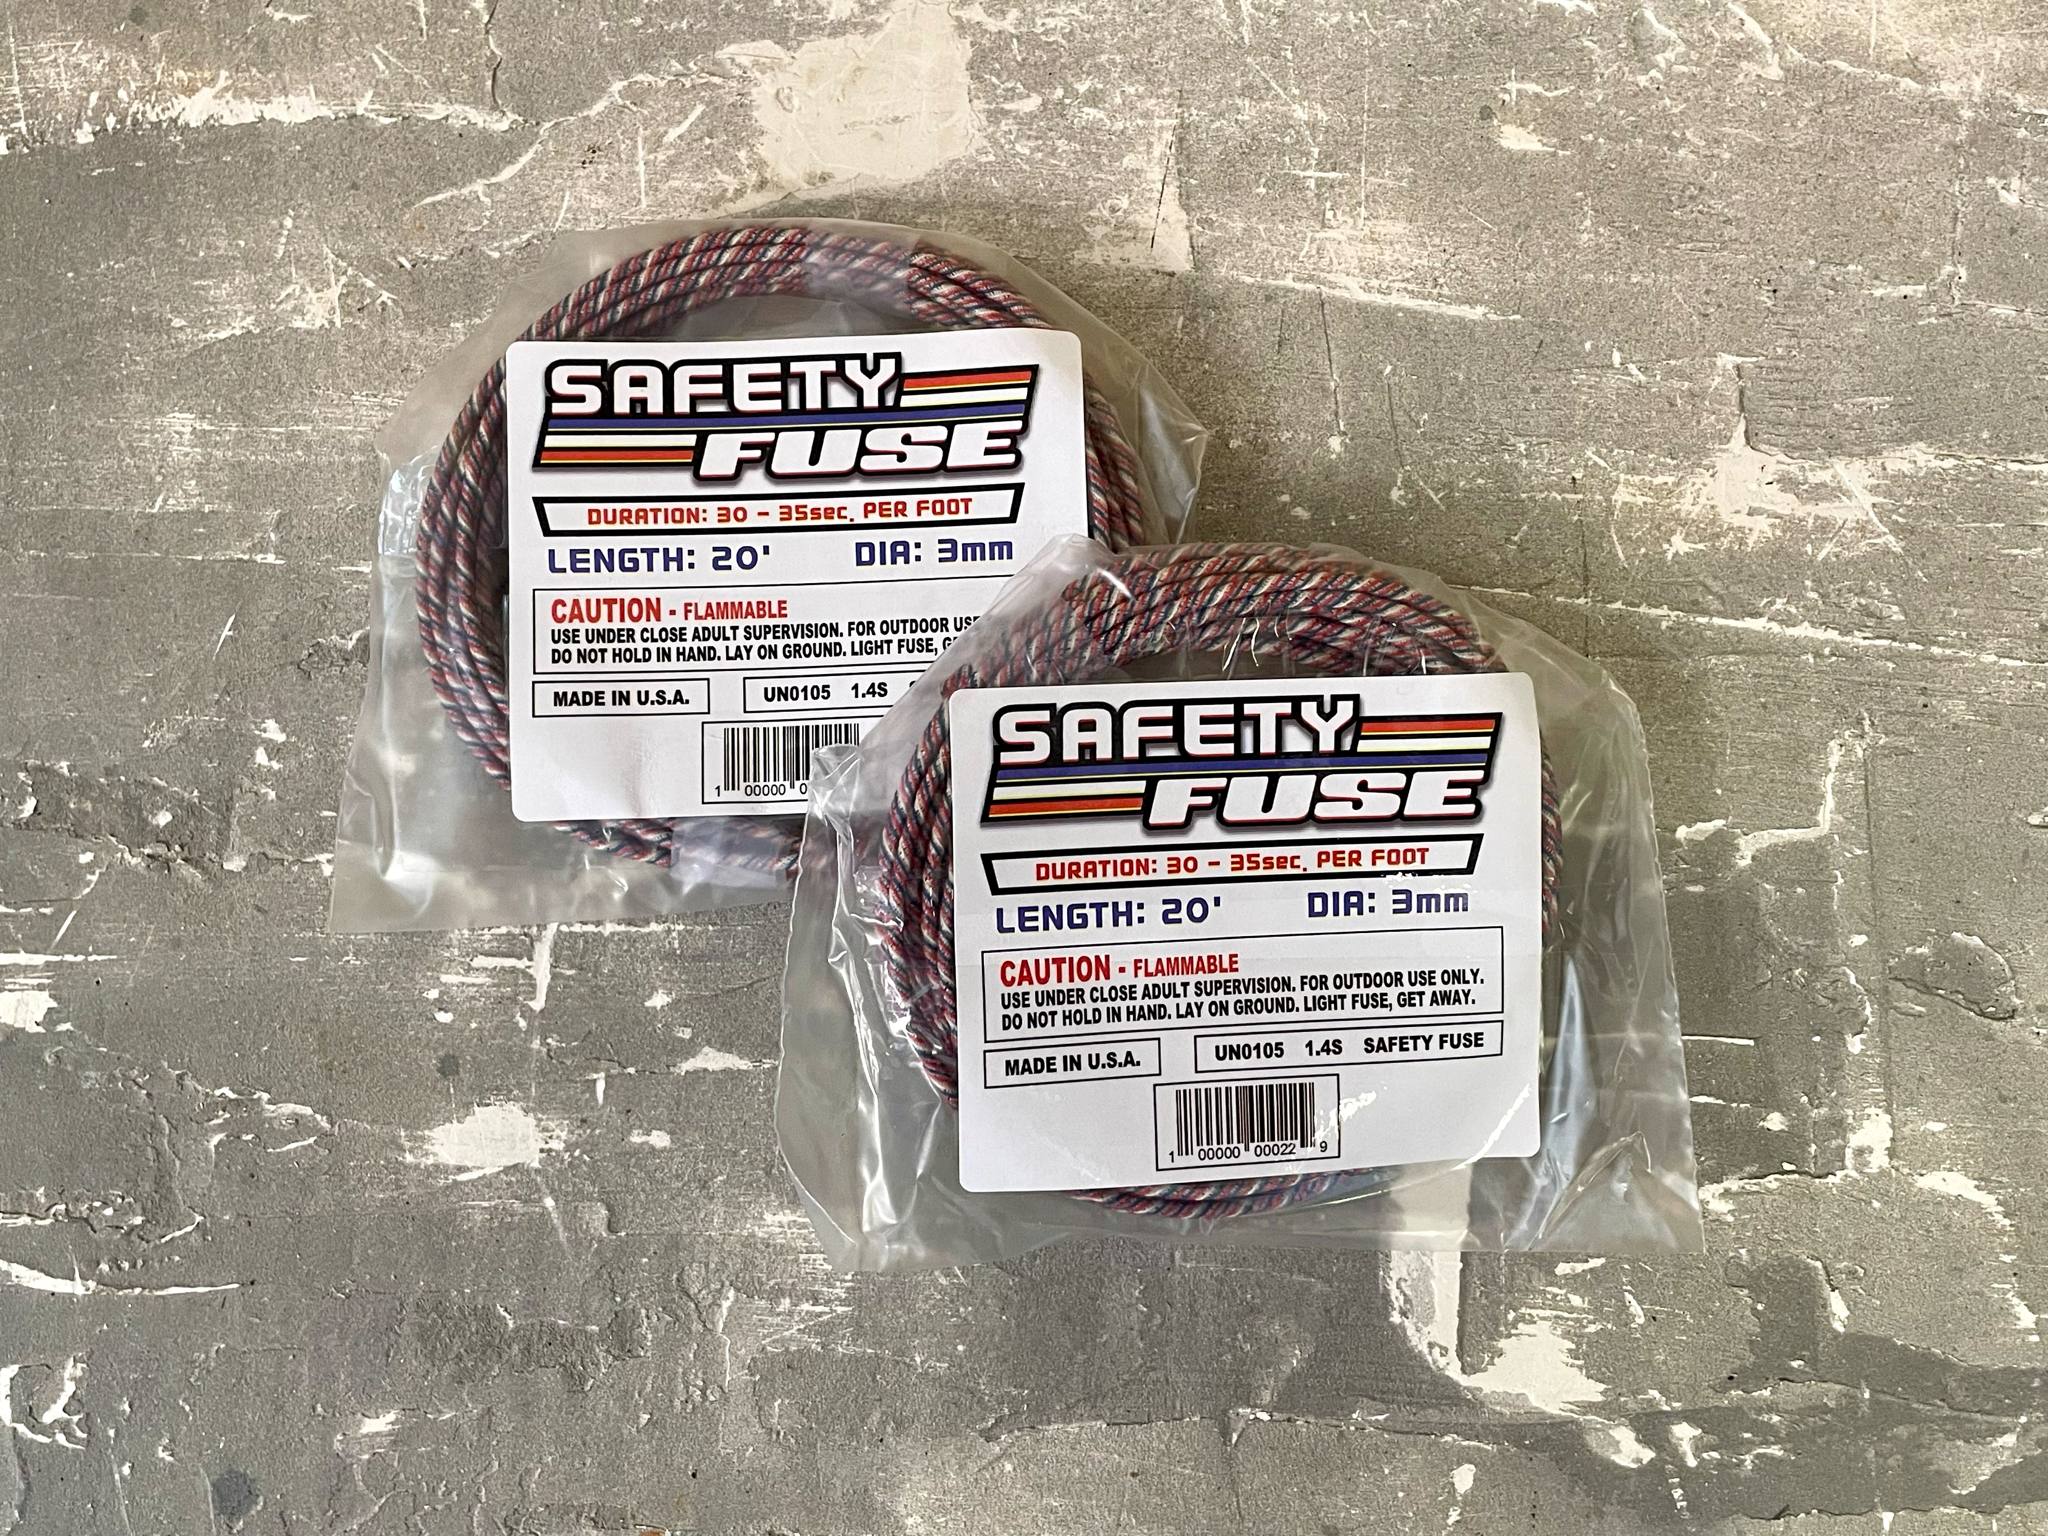 SAFETY
FUSE
DURATION: 30 - 35sec. PER FOOT
LENGTH: 20' DIA: 3mm
CAUTION - FLAMMABLE
USE UNDER CLOSE ADULT SUPERVISION. FOR OUTDOOR USE
DO NOT HOLD IN HAND. LAY ON GROUND. LIGHT FUSE,
MADE IN U.S.A. UN0105 1.4S
1 00000
SAFETY
FUSE
DURATION: 30 - 35sec. PER FOOT
LENGTH: 20' DIA: 3mm
CAUTION - FLAMMABLE
USE UNDER CLOSE ADULT SUPERVISION. FOR OUTDOOR USE ONLY.
DO NOT HOLD IN HAND. LAY ON GROUND. LIGHT FUSE, GET AWAY.
MADE IN U.S.A. UN0105 1.4S SAFETY FUSE
1 00000 00022 9